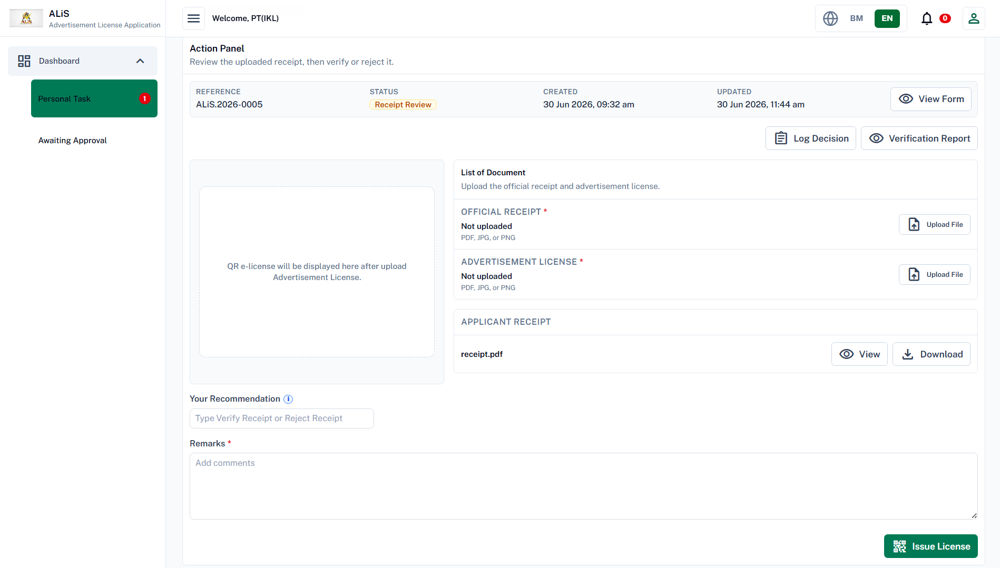 ALiS
Advertisement License Application
Welcome, PT(IKL)
BM
EN
0
Dashboard
Personal Task
1
Awaiting Approval
Action Panel
Review the uploaded receipt, then verify or reject it.
REFERENCE
ALiS.2026-0005
STATUS
Receipt Review
CREATED
30 Jun 2026, 09:32 am
UPDATED
30 Jun 2026, 11:44 am
View Form
Log Decision
Verification Report
QR e-license will be displayed here after upload
Advertisement License.
List of Document
Upload the official receipt and advertisement license.
OFFICIAL RECEIPT *
Not uploaded
PDF, JPG, or PNG
Upload File
ADVERTISEMENT LICENSE *
Not uploaded
PDF, JPG, or PNG
Upload File
APPLICANT RECEIPT
receipt.pdf
View
Download
Your Recommendation
Type Verify Receipt or Reject Receipt
Remarks *
Add comments
Issue License